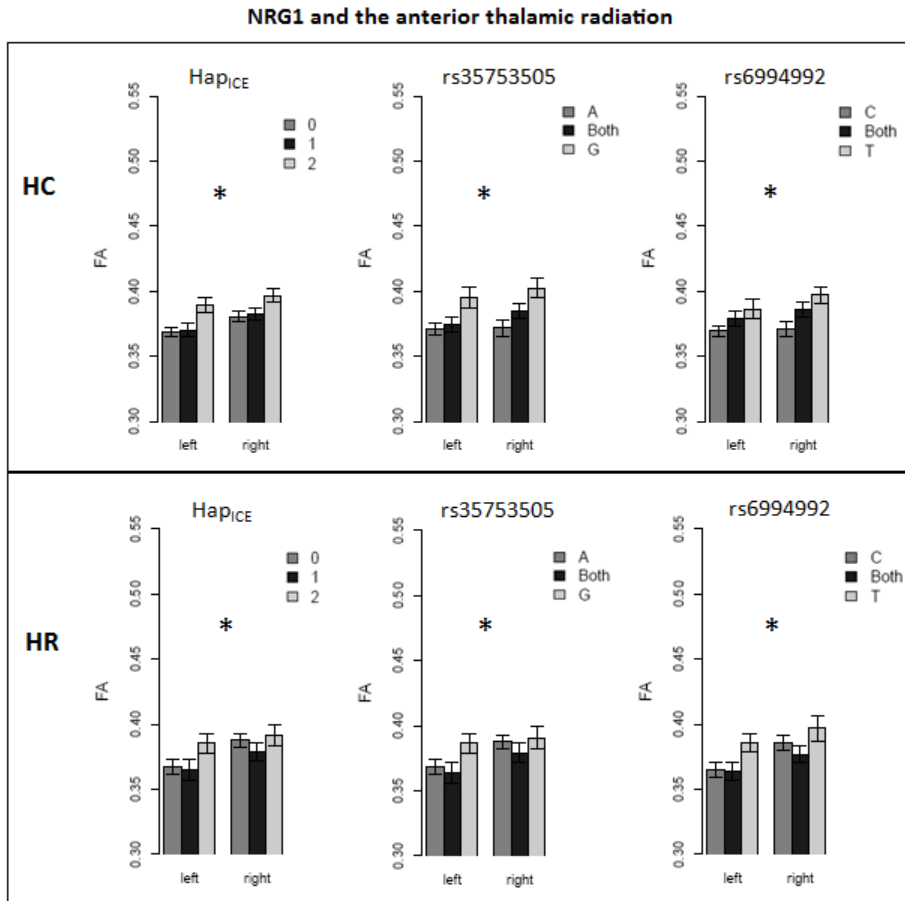 NRG1 and the anterior thalamic radiation
HC
Hap_ICE
0
1
2
*
FA
0.55
0.50
0.45
0.40
0.35
0.30
left right
rs35753505
A
Both
G
*
FA
0.55
0.50
0.45
0.40
0.35
0.30
left right
rs6994992
C
Both
T
*
FA
0.55
0.50
0.45
0.40
0.35
0.30
left right
HR
Hap_ICE
0
1
2
*
FA
0.55
0.50
0.45
0.40
0.35
0.30
left right
rs35753505
A
Both
G
*
FA
0.55
0.50
0.45
0.40
0.35
0.30
left right
rs6994992
C
Both
T
*
FA
0.55
0.50
0.45
0.40
0.35
0.30
left right